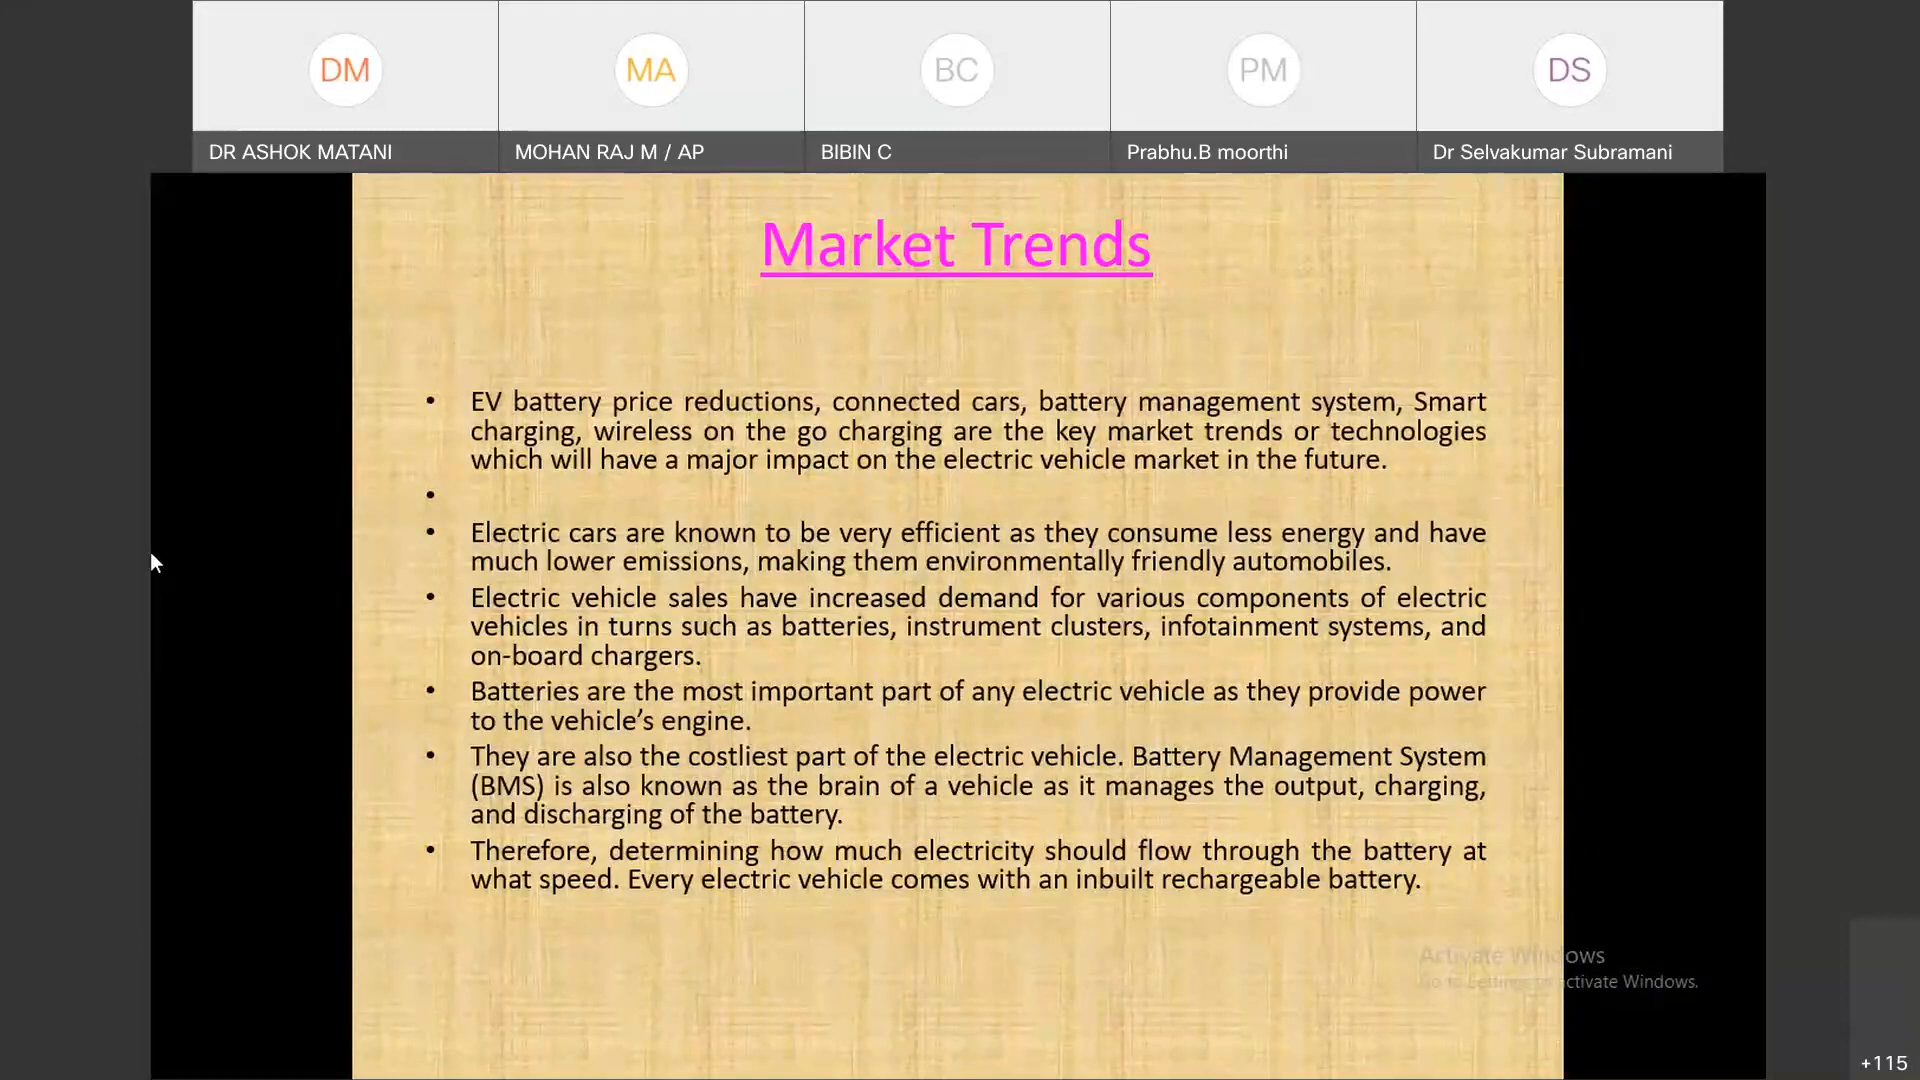 DM
MA
BC
PM
DS
DR ASHOK MATANI
MOHAN RAJ M / AP
BIBIN C
Prabhu.B moorthi
Dr Selvakumar Subramani
Market Trends
• EV battery price reductions, connected cars, battery management system, Smart
charging, wireless on the go charging are the key market trends or technologies
which will have a major impact on the electric vehicle market in the future.
•
• Electric cars are known to be very efficient as they consume less energy and have
much lower emissions, making them environmentally friendly automobiles.
• Electric vehicle sales have increased demand for various components of electric
vehicles in turns such as batteries, instrument clusters, infotainment systems, and
on-board chargers.
• Batteries are the most important part of any electric vehicle as they provide power
to the vehicle’s engine.
• They are also the costliest part of the electric vehicle. Battery Management System
(BMS) is also known as the brain of a vehicle as it manages the output, charging,
and discharging of the battery.
• Therefore, determining how much electricity should flow through the battery at
what speed. Every electric vehicle comes with an inbuilt rechargeable battery.
Activate Windows
Go to Settings to activate Windows.
+115